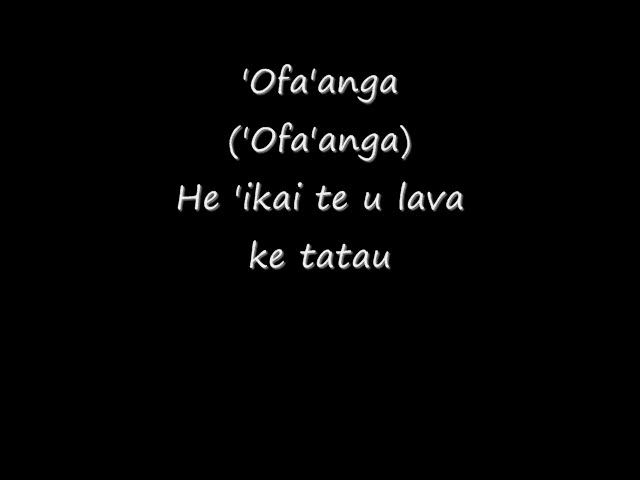 'Ofa'anga
('Ofa'anga)
He 'ikai te u lava
ke tatau